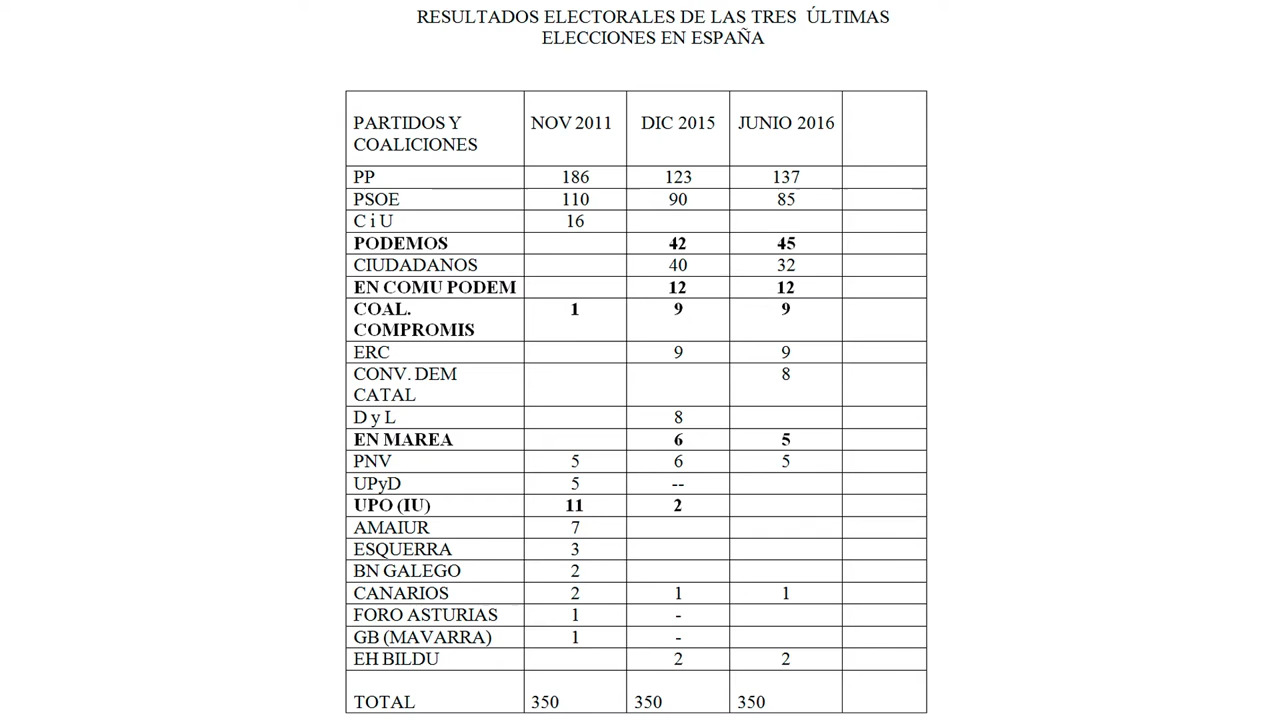 RESULTADOS ELECTORALES DE LAS TRES ÚLTIMAS
ELECCIONES EN ESPAÑA
PARTIDOS Y COALICIONES NOV 2011 DIC 2015 JUNIO 2016
PP 186 123 137
PSOE 110 90 85
C i U 16
PODEMOS 42 45
CIUDADANOS 40 32
EN COMU PODEM 12 12
COAL. COMPROMIS 1 9 9
ERC 9 9
CONV. DEM CATAL 8
D y L 8
EN MAREA 6 5
PNV 5 6 5
UPyD 5 --
UPO (IU) 11 2
AMAIUR 7
ESQUERRA 3
BN GALEGO 2
CANARIOS 2 1 1
FORO ASTURIAS 1 -
GB (MAVARRA) 1 -
EH BILDU 2 2
TOTAL 350 350 350